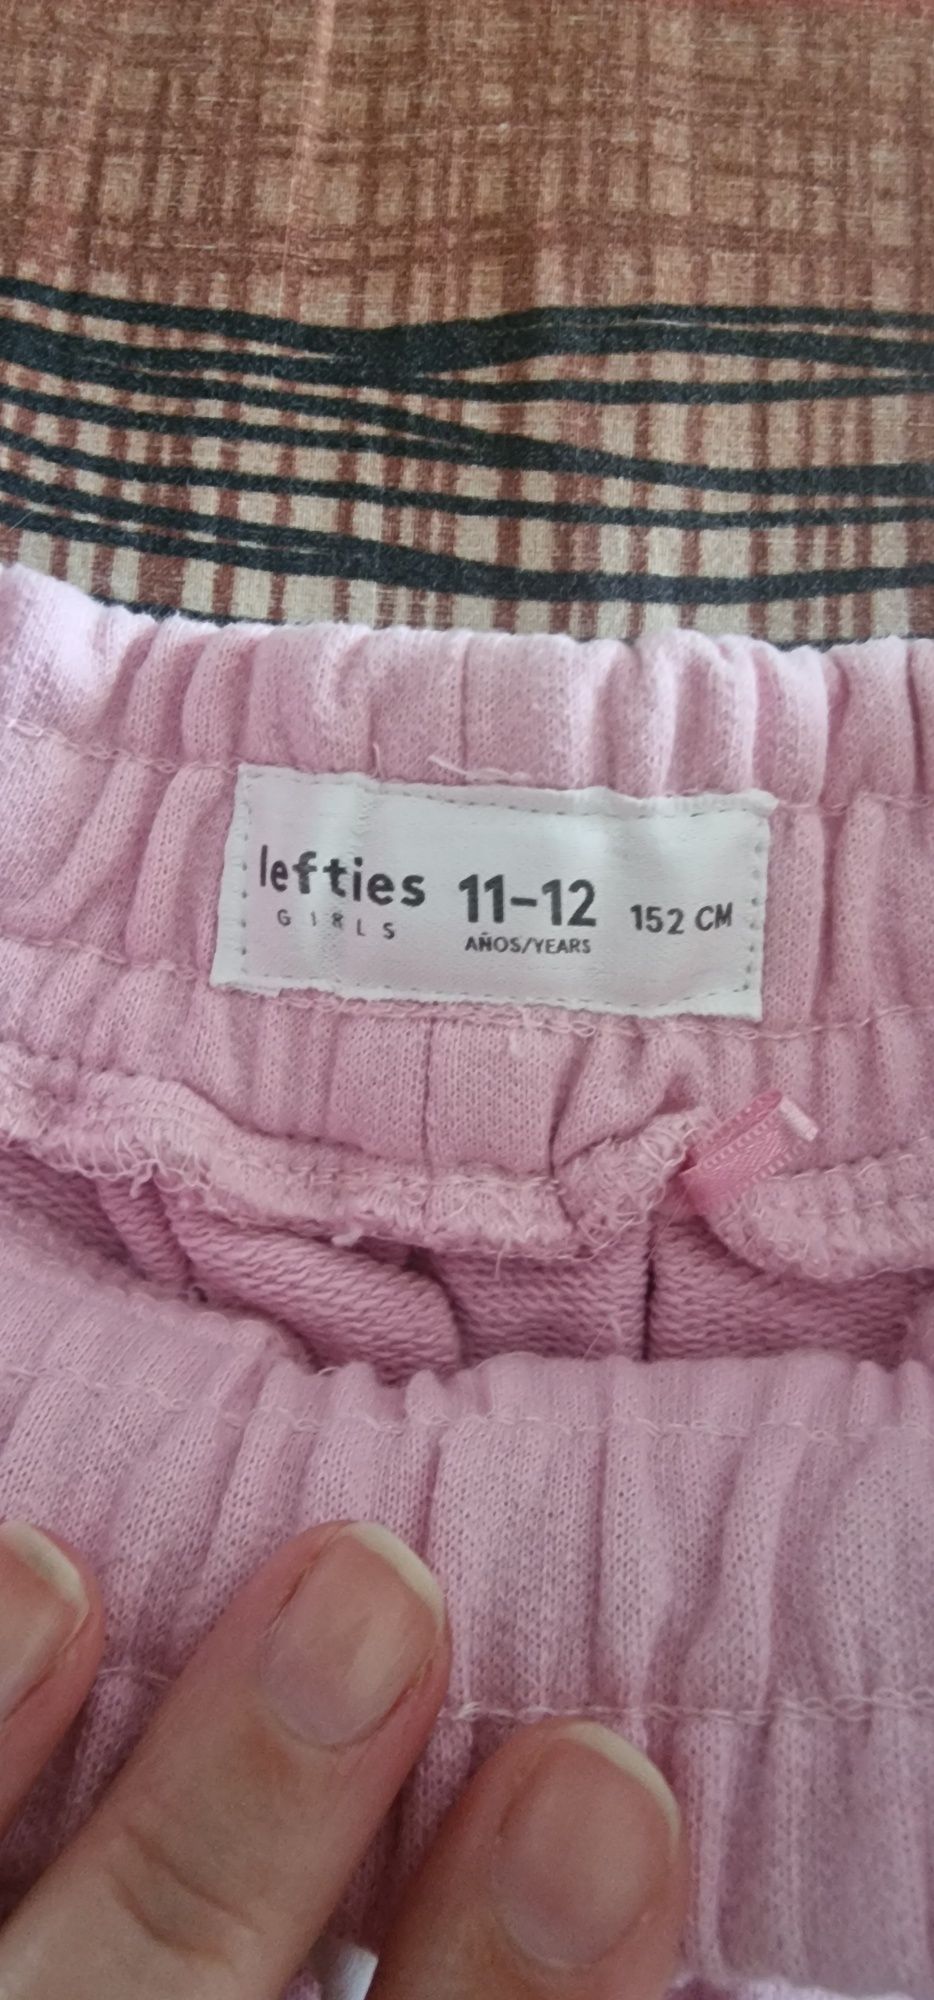 lefties
GIRLS
11-12
AÑOS/YEARS
152 CM